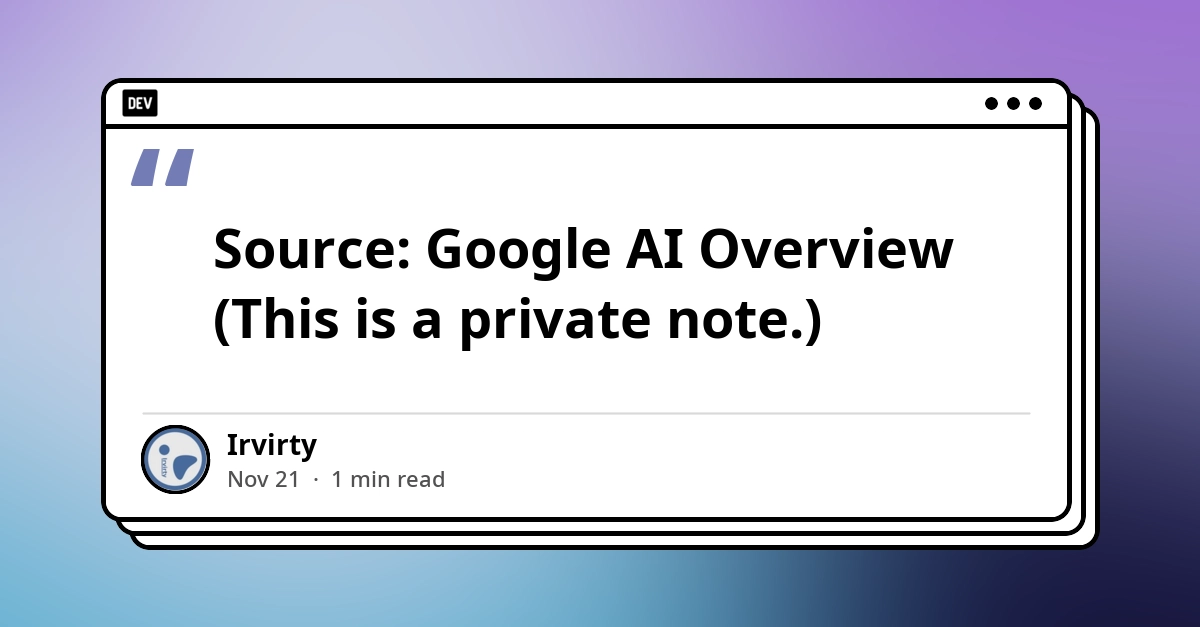 DEV
Source: Google AI Overview
(This is a private note.)
Irvirty
Nov 21 · 1 min read